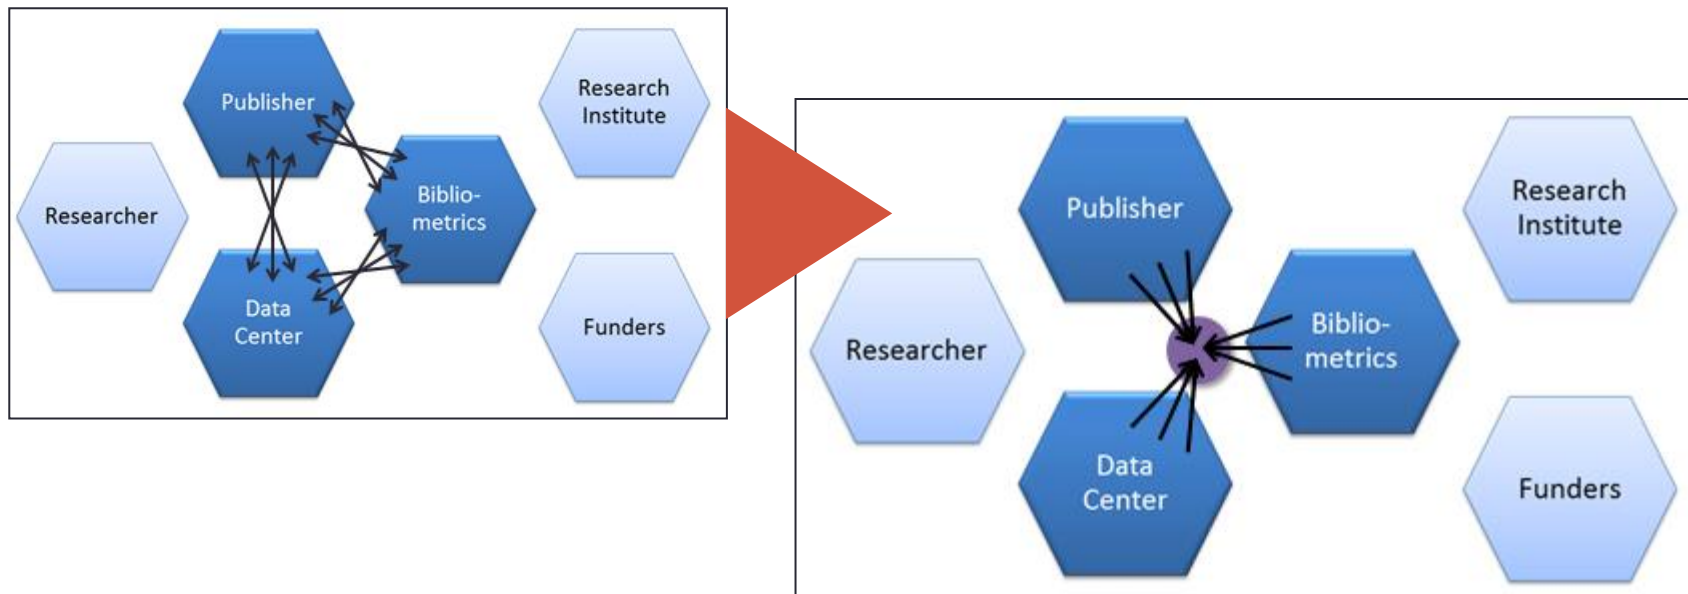 Publisher
Research
Institute
Biblio-
metrics
Researcher
Data
Center
Funders
Publisher
Research
Institute
Biblio-
metrics
Researcher
Data
Center
Funders